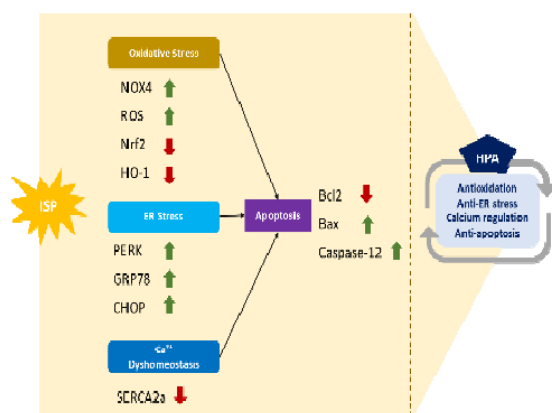 Oxidative Stress
NOX4
ROS
Nrf2
HO-1
ISP
ER Stress
PERK
GRP78
CHOP
Ca²⁺
Dyshomeostasis
SERCA2a
Apoptosis
Bcl2
Bax
Caspase-12
HPA
Antioxidation
Anti-ER stress
Calcium regulation
Anti-apoptosis